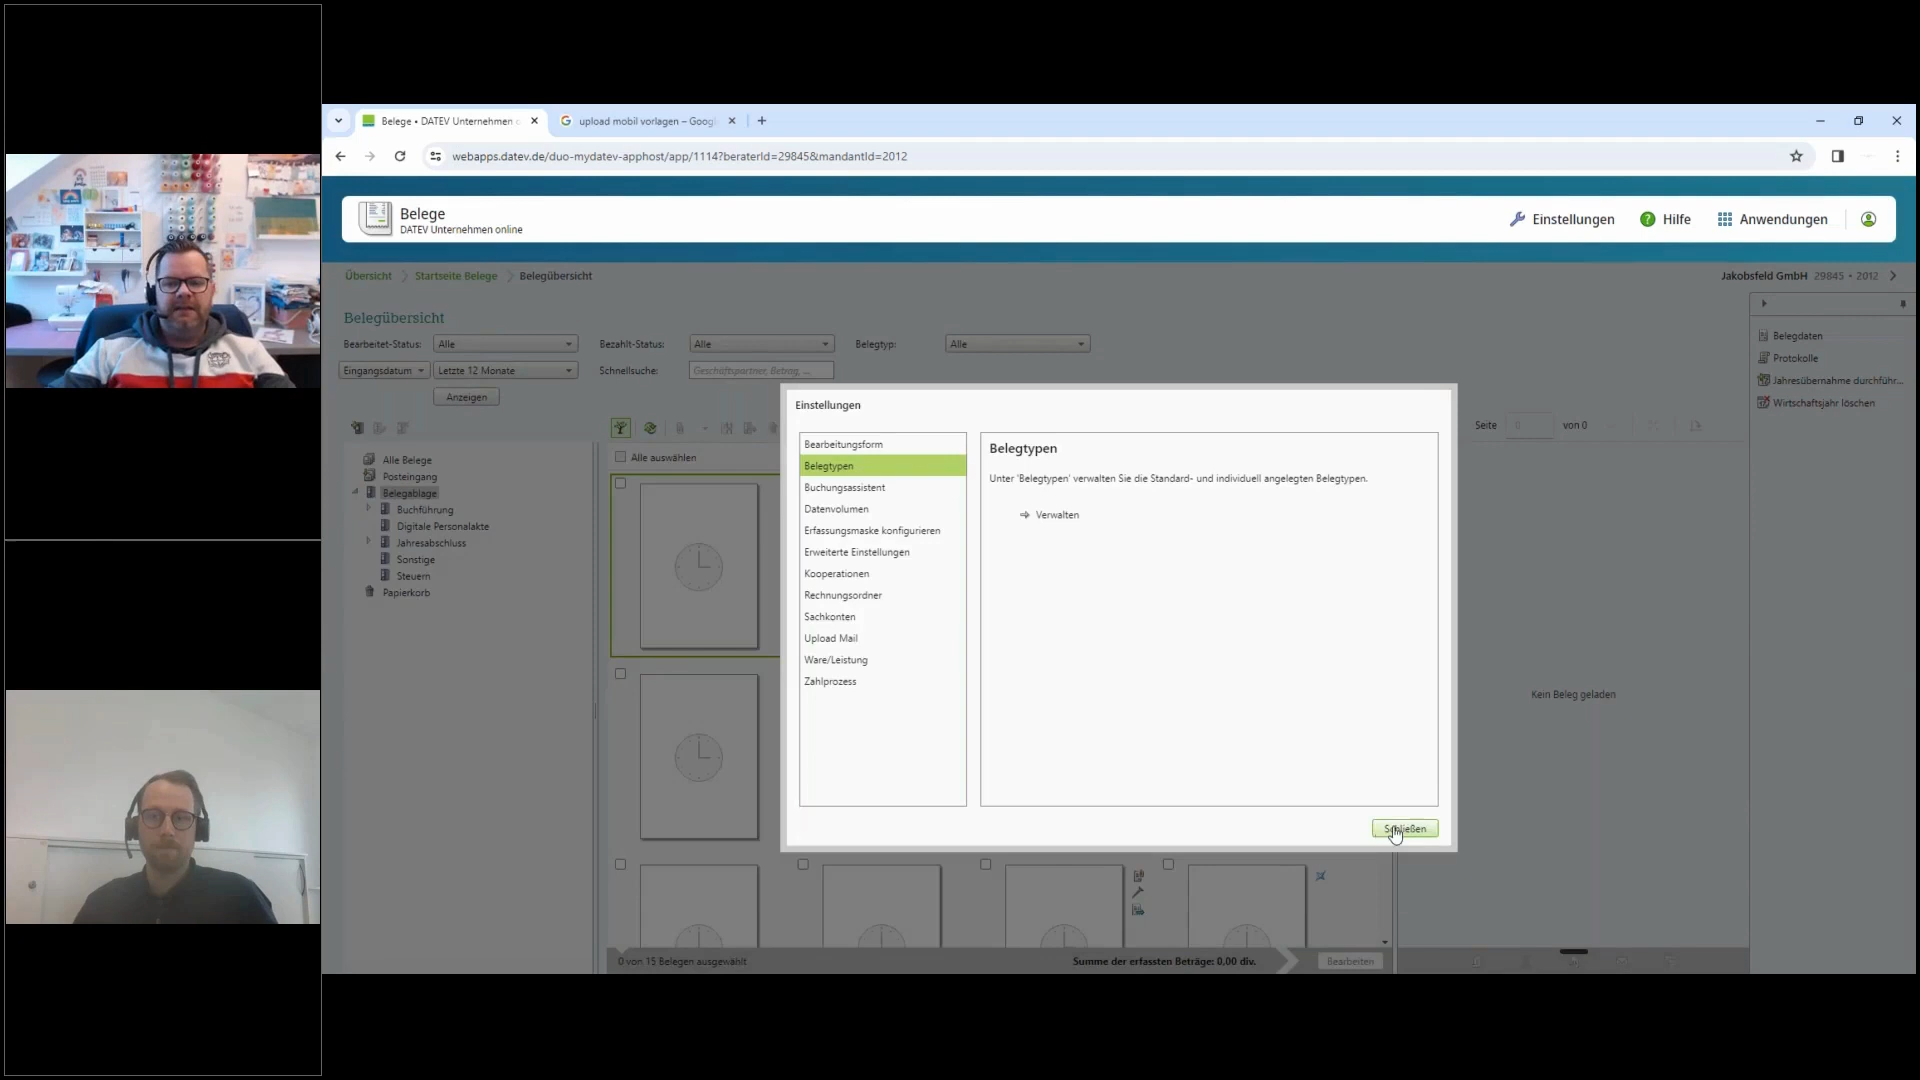 Belege • DATEV Unternehmen o
upload mobil vorlagen – Googl
webapps.datev.de/duo-mydatev-apphost/app/1114?beraterId=29845&mandantId=2012
Belege
DATEV Unternehmen online
Einstellungen
Hilfe
Anwendungen
Übersicht
Startseite Belege
Belegübersicht
Jakobsfeld GmbH 29845 • 2012
Belegübersicht
Bearbeitet-Status: Alle
Bezahlt-Status: Alle
Belegtyp: Alle
Eingangsdatum Letzte 12 Monate
Schnellsuche: Geschäftspartner, Betrag, ...
Anzeigen
Alle Belege
Posteingang
Belegablage
Buchführung
Digitale Personalakte
Jahresabschluss
Sonstige
Steuern
Papierkorb
Alle auswählen
Einstellungen
Bearbeitungsform
Belegtypen
Buchungsassistent
Datenvolumen
Erfassungsmaske konfigurieren
Erweiterte Einstellungen
Kooperationen
Rechnungsordner
Sachkonten
Upload Mail
Ware/Leistung
Zahlprozess
Belegtypen
Unter 'Belegtypen' verwalten Sie die Standard- und individuell angelegten Belegtypen.
Verwalten
Schließen
Seite 0 von 0
Kein Beleg geladen
Belegdaten
Protokolle
Jahresübernahme durchführ...
Wirtschaftsjahr löschen
0 von 15 Belegen ausgewählt
Summe der erfassten Beträge: 0,00 div.
Bearbeiten